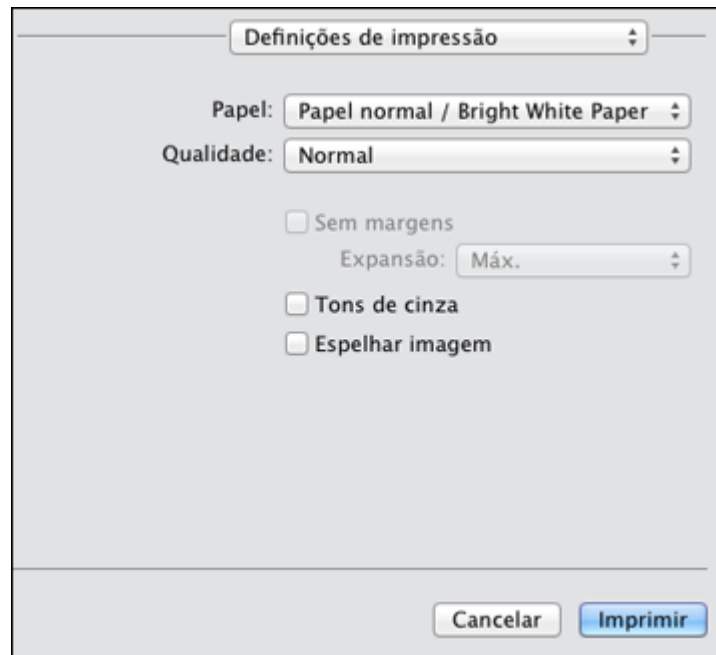 Definições de impressão
Papel: Papel normal / Bright White Paper
Qualidade: Normal
Sem margens
Expansão: Máx.
Tons de cinza
Espelhar imagem
Cancelar Imprimir